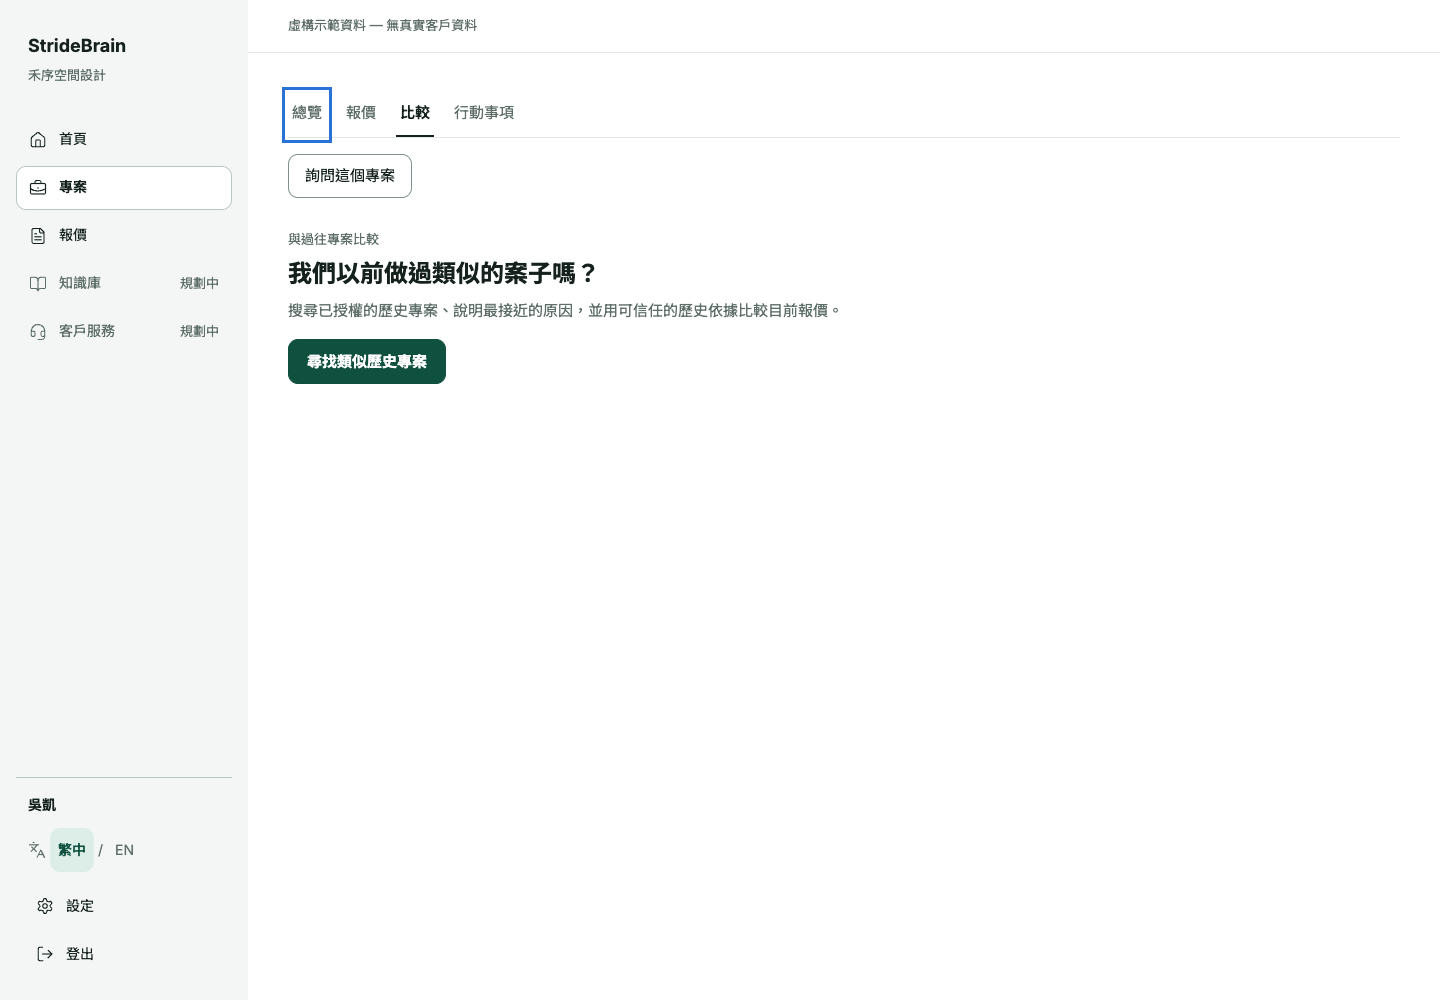 StrideBrain
禾序空間設計
首頁
專案
報價
知識庫 規劃中
客戶服務 規劃中
吳凱
繁中 / EN
設定
登出
虛構示範資料 — 無真實客戶資料
總覽 報價 比較 行動事項
詢問這個專案
與過往專案比較
我們以前做過類似的案子嗎？
搜尋已授權的歷史專案、說明最接近的原因，並用可信任的歷史依據比較目前報價。
尋找類似歷史專案